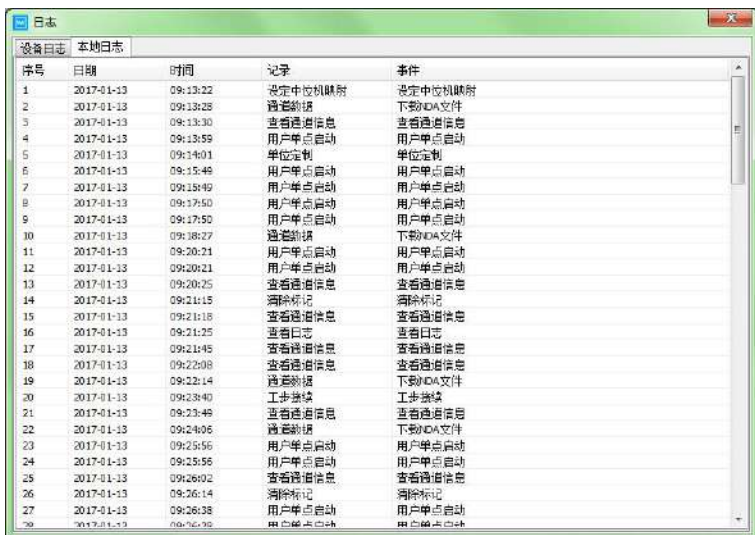 日志
设备日志 本地日志
序号 日期 时间 记录 事件
1 2017-01-13 09:13:22 设定中位机映射 设定中位机映射
2 2017-01-13 09:13:28 通道数据 下载NDA文件
3 2017-01-13 09:13:30 查看通道信息 查看通道信息
4 2017-01-13 09:13:59 用户单点启动 用户单点启动
5 2017-01-13 09:14:01 单位定制 单位定制
6 2017-01-13 09:15:49 用户单点启动 用户单点启动
7 2017-01-13 09:15:49 用户单点启动 用户单点启动
8 2017-01-13 09:17:50 用户单点启动 用户单点启动
9 2017-01-13 09:17:50 用户单点启动 用户单点启动
10 2017-01-13 09:18:27 通道数据 下载NDA文件
11 2017-01-13 09:20:21 用户单点启动 用户单点启动
12 2017-01-13 09:20:21 用户单点启动 用户单点启动
13 2017-01-13 09:20:25 查看通道信息 查看通道信息
14 2017-01-13 09:21:15 清除标记 清除标记
15 2017-01-13 09:21:18 查看通道信息 查看通道信息
16 2017-01-13 09:21:25 查看日志 查看日志
17 2017-01-13 09:21:45 查看通道信息 查看通道信息
18 2017-01-13 09:22:08 查看通道信息 查看通道信息
19 2017-01-13 09:22:14 通道数据 下载NDA文件
20 2017-01-13 09:23:40 工步接续 工步接续
21 2017-01-13 09:23:49 查看通道信息 查看通道信息
22 2017-01-13 09:24:06 通道数据 下载NDA文件
23 2017-01-13 09:25:56 用户单点启动 用户单点启动
24 2017-01-13 09:25:56 用户单点启动 用户单点启动
25 2017-01-13 09:26:02 查看通道信息 查看通道信息
26 2017-01-13 09:26:14 清除标记 清除标记
27 2017-01-13 09:26:38 用户单点启动 用户单点启动
28 2017-01-13 用户单点启动 用户单点启动